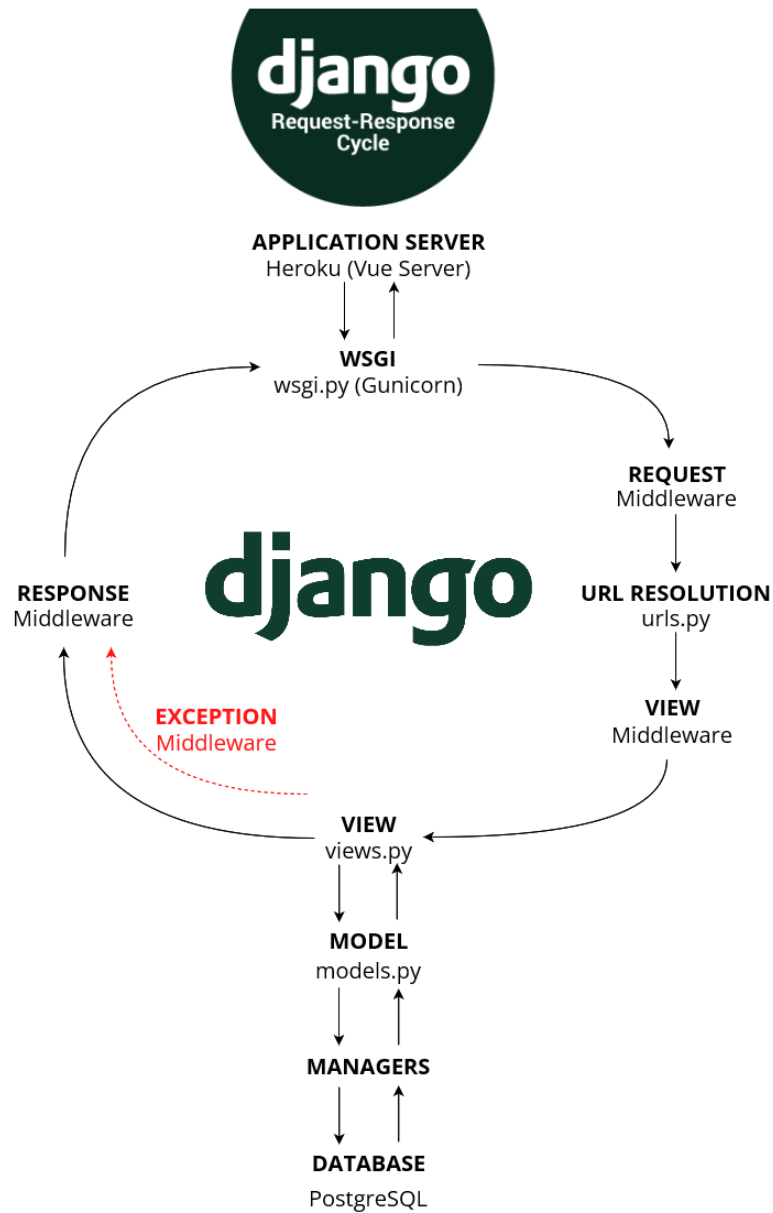 django
Request-Response
Cycle
APPLICATION SERVER
Heroku (Vue Server)
WSGI
wsgi.py (Gunicorn)
REQUEST
Middleware
URL RESOLUTION
urls.py
VIEW
Middleware
django
RESPONSE
Middleware
EXCEPTION
Middleware
VIEW
views.py
MODEL
models.py
MANAGERS
DATABASE
PostgreSQL